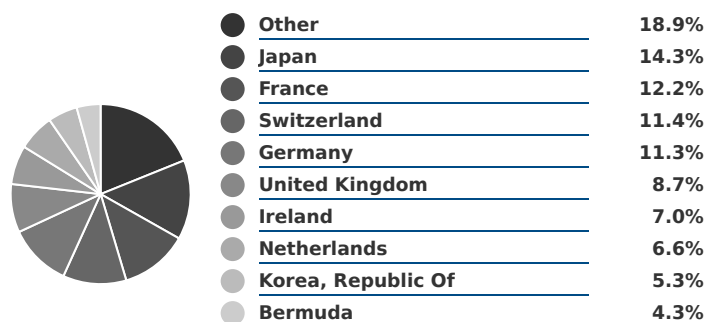 Other 18.9%
Japan 14.3%
France 12.2%
Switzerland 11.4%
Germany 11.3%
United Kingdom 8.7%
Ireland 7.0%
Netherlands 6.6%
Korea, Republic Of 5.3%
Bermuda 4.3%